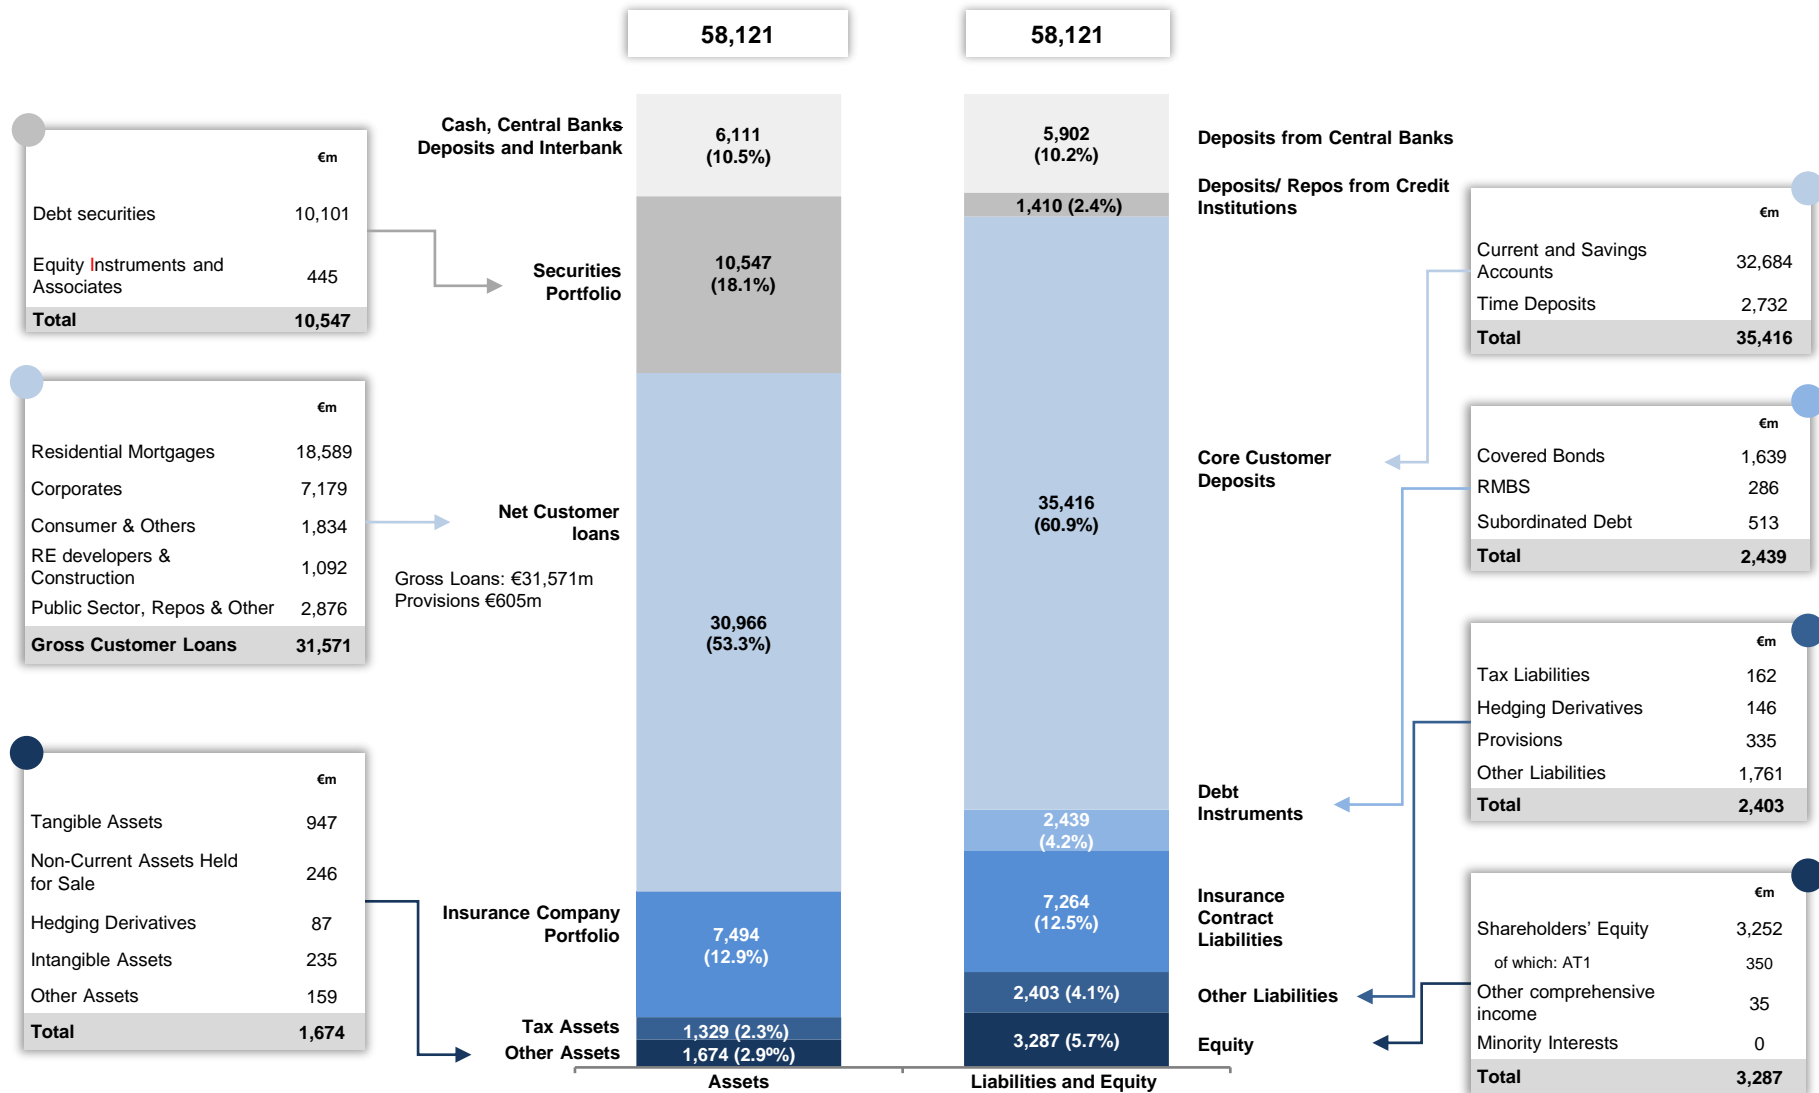 58,121
58,121
€m
Debt securities 10,101
Equity Instruments and
Associates 445
Total 10,547
€m
Residential Mortgages 18,589
Corporates 7,179
Consumer & Others 1,834
RE developers &
Construction 1,092
Public Sector, Repos & Other 2,876
Gross Customer Loans 31,571
€m
Tangible Assets 947
Non-Current Assets Held
for Sale 246
Hedging Derivatives 87
Intangible Assets 235
Other Assets 159
Total 1,674
Cash, Central Banks
Deposits and Interbank
Securities
Portfolio
Net Customer
loans
Gross Loans: €31,571m
Provisions €605m
Insurance Company
Portfolio
Tax Assets
Other Assets
6,111
(10.5%)
10,547
(18.1%)
30,966
(53.3%)
7,494
(12.9%)
1,329 (2.3%)
1,674 (2.9%)
Assets
5,902
(10.2%)
1,410 (2.4%)
35,416
(60.9%)
2,439
(4.2%)
7,264
(12.5%)
2,403 (4.1%)
3,287 (5.7%)
Liabilities and Equity
Deposits from Central Banks
Deposits/ Repos from Credit
Institutions
Core Customer
Deposits
Debt
Instruments
Insurance
Contract
Liabilities
Other Liabilities
Equity
€m
Current and Savings
Accounts 32,684
Time Deposits 2,732
Total 35,416
€m
Covered Bonds 1,639
RMBS 286
Subordinated Debt 513
Total 2,439
€m
Tax Liabilities 162
Hedging Derivatives 146
Provisions 335
Other Liabilities 1,761
Total 2,403
€m
Shareholders' Equity 3,252
of which: AT1 350
Other comprehensive
income 35
Minority Interests 0
Total 3,287